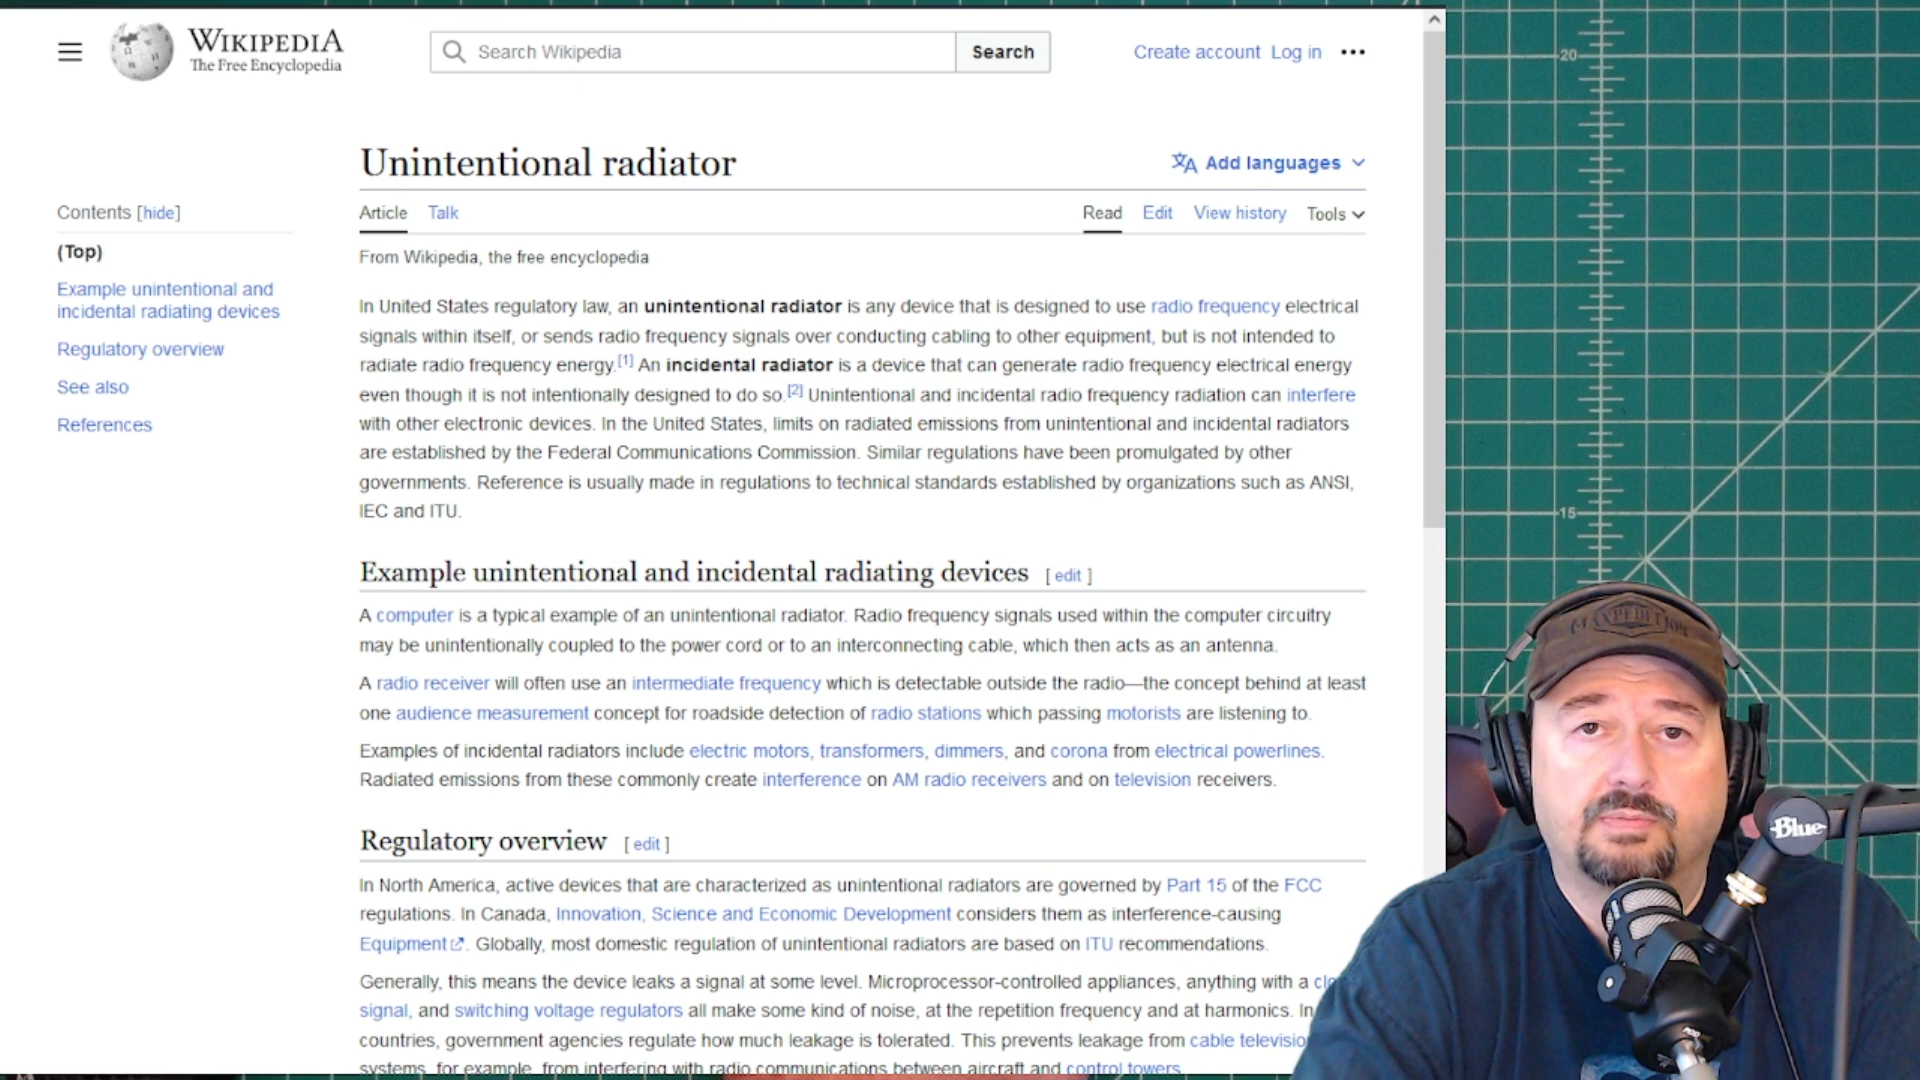 WIKIPEDIA
The Free Encyclopedia
Search Wikipedia
Search
Create account Log in
Unintentional radiator
Add languages
Contents [hide]
(Top)
Example unintentional and
incidental radiating devices
Regulatory overview
See also
References
Article Talk
Read Edit View history Tools
From Wikipedia, the free encyclopedia
In United States regulatory law, an unintentional radiator is any device that is designed to use radio frequency electrical
signals within itself, or sends radio frequency signals over conducting cabling to other equipment, but is not intended to
radiate radio frequency energy.[1] An incidental radiator is a device that can generate radio frequency electrical energy
even though it is not intentionally designed to do so.[2] Unintentional and incidental radio frequency radiation can interfere
with other electronic devices. In the United States, limits on radiated emissions from unintentional and incidental radiators
are established by the Federal Communications Commission. Similar regulations have been promulgated by other
governments. Reference is usually made in regulations to technical standards established by organizations such as ANSI,
IEC and ITU.
Example unintentional and incidental radiating devices [ edit ]
A computer is a typical example of an unintentional radiator. Radio frequency signals used within the computer circuitry
may be unintentionally coupled to the power cord or to an interconnecting cable, which then acts as an antenna.
A radio receiver will often use an intermediate frequency which is detectable outside the radio—the concept behind at least
one audience measurement concept for roadside detection of radio stations which passing motorists are listening to.
Examples of incidental radiators include electric motors, transformers, dimmers, and corona from electrical powerlines.
Radiated emissions from these commonly create interference on AM radio receivers and on television receivers.
Regulatory overview [ edit ]
In North America, active devices that are characterized as unintentional radiators are governed by Part 15 of the FCC
regulations. In Canada, Innovation, Science and Economic Development considers them as interference-causing
Equipment. Globally, most domestic regulation of unintentional radiators are based on ITU recommendations.
Generally, this means the device leaks a signal at some level. Microprocessor-controlled appliances, anything with a
signal, and switching voltage regulators all make some kind of noise, at the repetition frequency and at harmonics. In
countries, government agencies regulate how much leakage is tolerated. This prevents leakage from cable televisio
systems, for example, from interfering with radio communications between aircraft and control towers.
20
15
MAXPEDITION
Blue